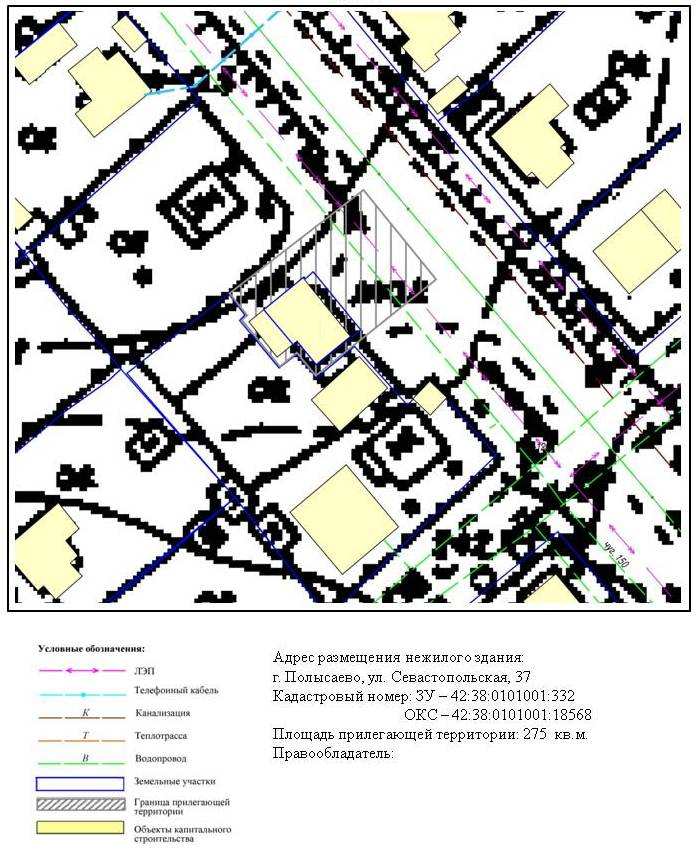 чуг. 150
Условные обозначения:
ЛЭП
Телефонный кабель
К Канализация
Т Теплотрасса
В Водопровод
Земельные участки
Граница прилегающей
территории
Объекты капитального
строительства
Адрес размещения нежилого здания:
г. Полысаево, ул. Севастопольская, 37
Кадастровый номер: ЗУ – 42:38:0101001:332
ОКС – 42:38:0101001:18568
Площадь прилегающей территории: 275 кв.м.
Правообладатель: